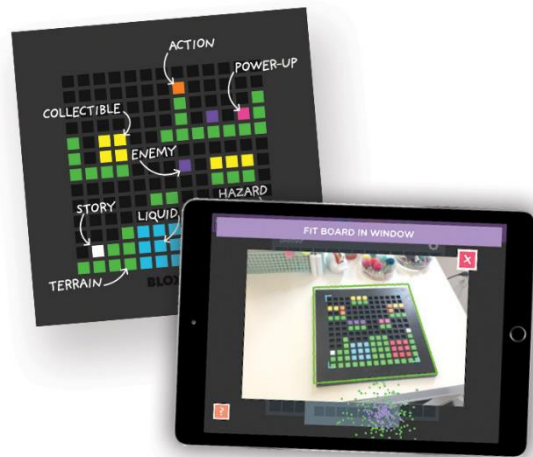 ACTION
POWER-UP
COLLECTIBLE
ENEMY
HAZARD
STORY
LIQUID
TERRAIN
FIT BOARD IN WINDOW
X
?